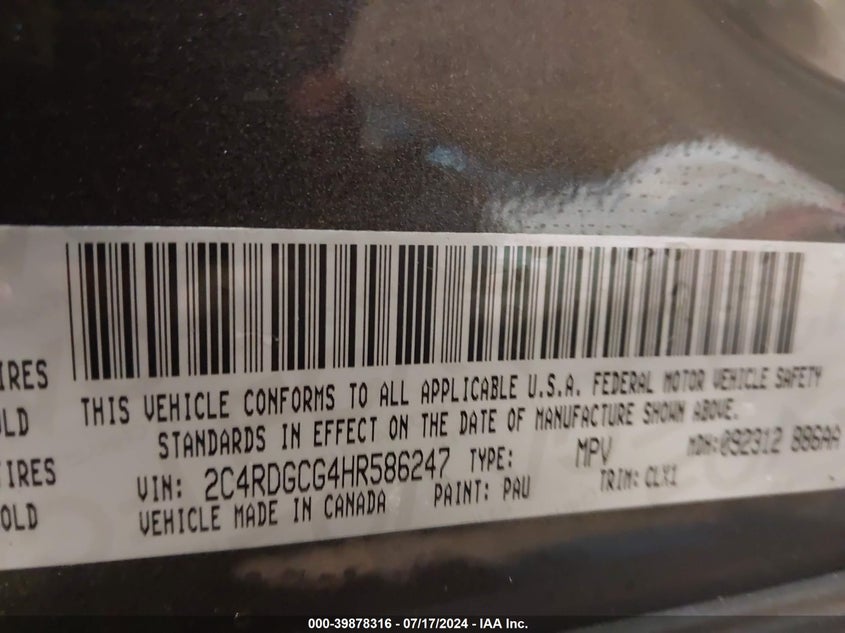 THIS VEHICLE CONFORMS TO ALL APPLICABLE U.S.A. FEDERAL MOTOR VEHICLE SAFETY
STANDARDS IN EFFECT ON THE DATE OF MANUFACTURE SHOWN ABOVE.
VIN: 2C4RDGCG4HR586247 TYPE: MPV MDH:092312 886AA
VEHICLE MADE IN CANADA PAINT: PAU TRIM: CLX1
IRES
OLD
TIRES
OLD
000-39878316 - 07/17/2024 - IAA Inc.